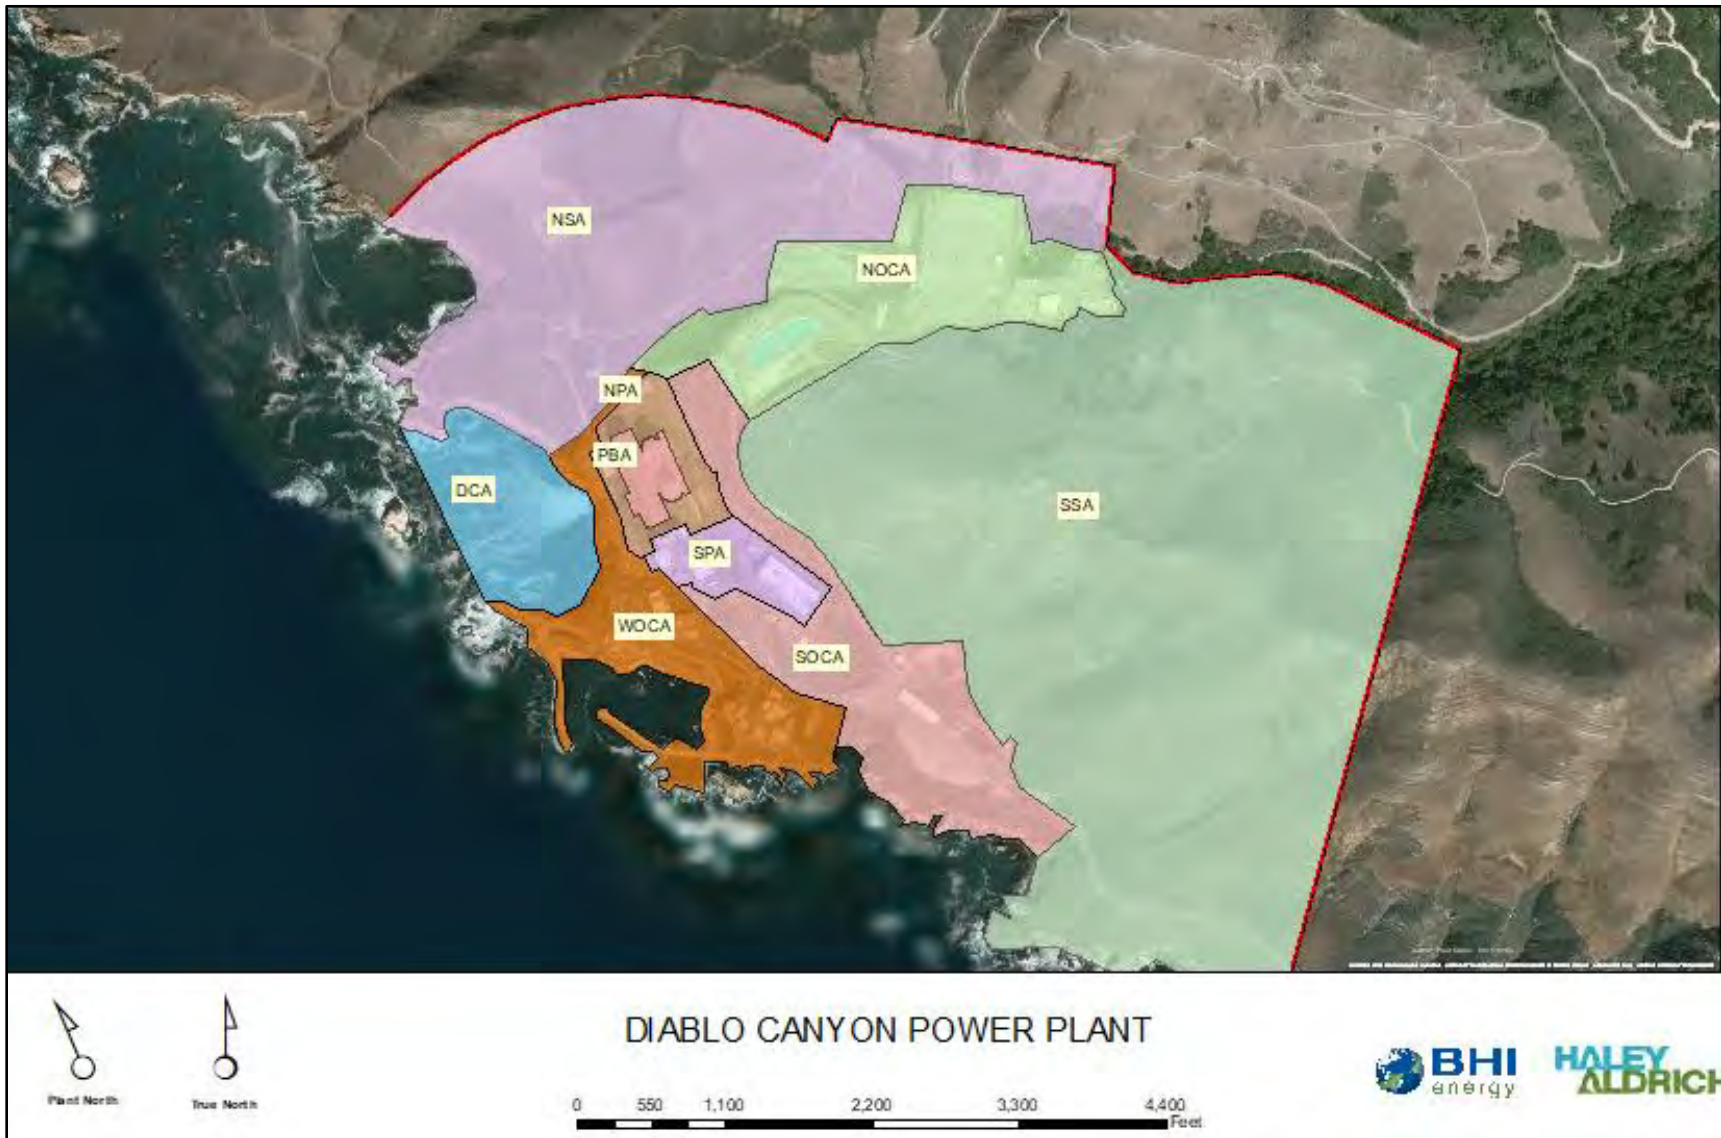 NSA
NOCA
NPA
PBA
DCA
SSA
SPA
WOCA
SOCA
DIABLO CANYON POWER PLANT
Plant North
True North
0 550 1,100 2,200 3,300 4,400
Feet
BHI
energy
HALEY
ALDRICH